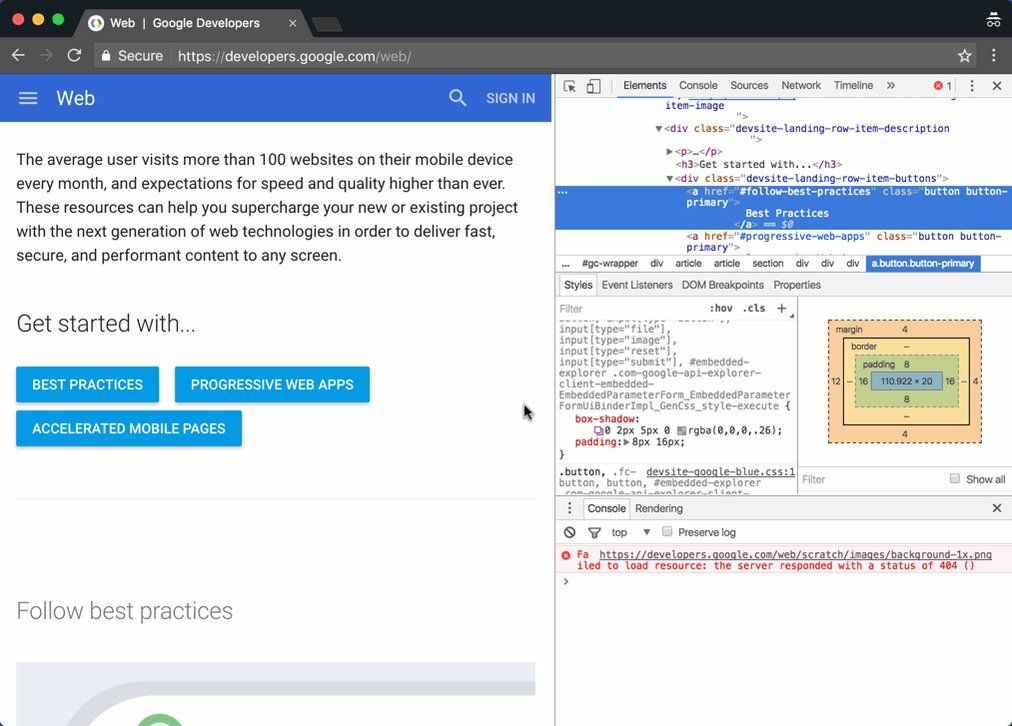 Web | Google Developers ×
Secure https://developers.google.com/web/
Web
SIGN IN
The average user visits more than 100 websites on their mobile device
every month, and expectations for speed and quality higher than ever.
These resources can help you supercharge your new or existing project
with the next generation of web technologies in order to deliver fast,
secure, and performant content to any screen.
Get started with...
BEST PRACTICES
PROGRESSIVE WEB APPS
ACCELERATED MOBILE PAGES
Follow best practices
Elements Console Sources Network Timeline » 1
item-image
">
▼<div class="devsite-landing-row-item-description
">
▶<p>…</p>
<h3>Get started with...</h3>
▼<div class="devsite-landing-row-item-buttons">
<a href="#follow-best-practices" class="button button-
primary">
Best Practices
</a> == $0
<a href="#progressive-web-apps" class="button button-
primary">
... #gc-wrapper div article article section div div div a.button.button-primary
Styles Event Listeners DOM Breakpoints Properties
Filter :hov .cls +
input[type="file"],
input[type="image"],
input[type="reset"],
input[type="submit"], #embedded-
explorer .com-google-api-explorer-
client-embedded-
EmbeddedParameterForm_EmbeddedParameter
FormUiBinderImpl_GenCss_style-execute {
box-shadow:
0 2px 5px 0 rgba(0,0,0,.26);
padding:▶8px 16px;
}
.button, .fc- devsite-google-blue.css:1
button, button, #embedded-explorer
.com-google-api-explorer-client-
margin 4
border –
padding 8
12 – 16 110.922 × 20 16 – 4
8
–
4
Filter Show all
Console Rendering
top ▼ Preserve log
Fa https://developers.google.com/web/scratch/images/background-1x.png
iled to load resource: the server responded with a status of 404 ()
>